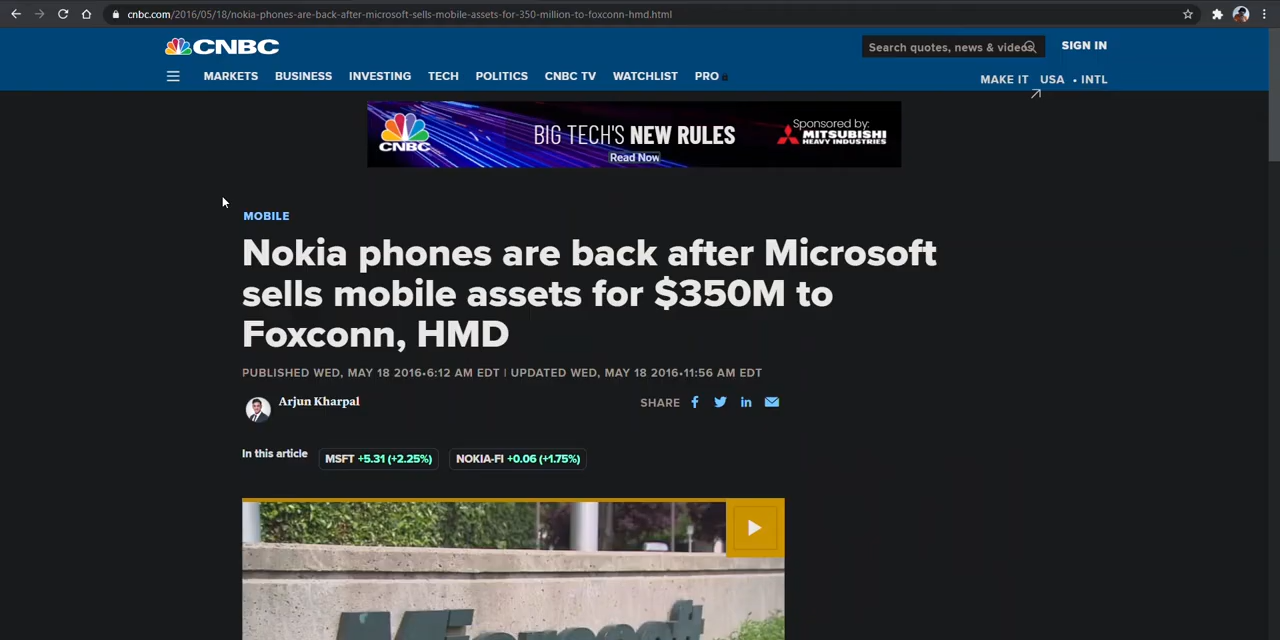 cnbc.com/2016/05/18/nokia-phones-are-back-after-microsoft-sells-mobile-assets-for-350-million-to-foxconn-hmd.html
CNBC
Search quotes, news & videos
SIGN IN
MARKETS BUSINESS INVESTING TECH POLITICS CNBC TV WATCHLIST PRO
MAKE IT USA • INTL
CNBC
BIG TECH'S NEW RULES
Read Now
Sponsored by:
MITSUBISHI
HEAVY INDUSTRIES
MOBILE
Nokia phones are back after Microsoft
sells mobile assets for $350M to
Foxconn, HMD
PUBLISHED WED, MAY 18 2016•6:12 AM EDT | UPDATED WED, MAY 18 2016•11:56 AM EDT
Arjun Kharpal
SHARE
In this article
MSFT +5.31 (+2.25%)
NOKIA-FI +0.06 (+1.75%)
Microsoft